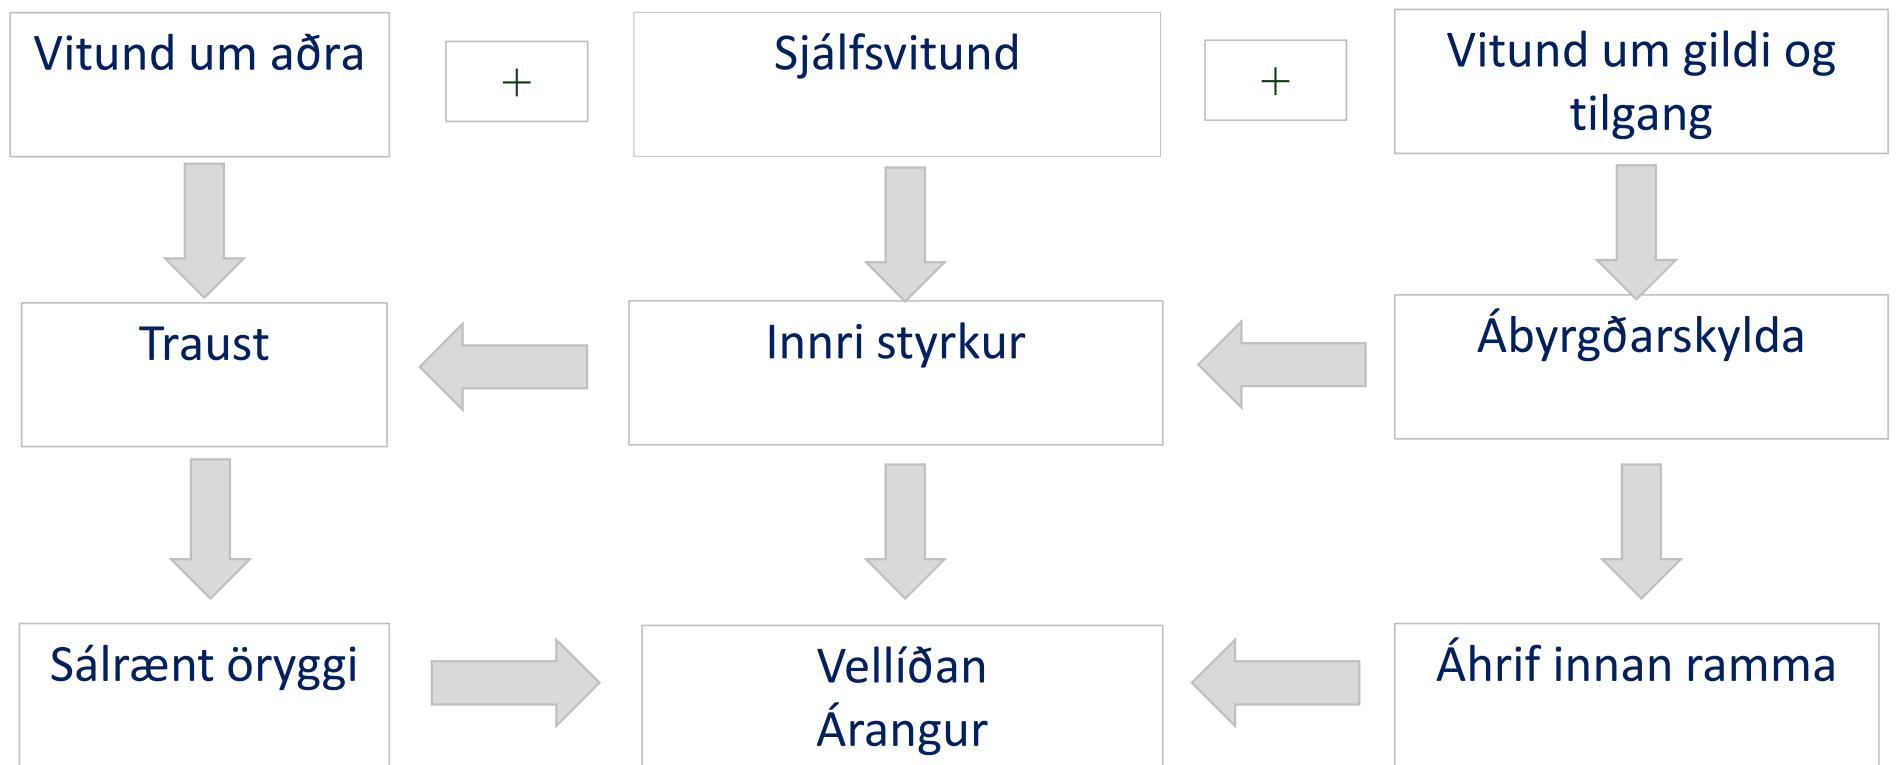 Vitund um aðra
+
Sjálfsvitund
+
Vitund um gildi og
tilgang
Traust
Innri styrkur
Ábyrgðarskylda
Sálrænt öryggi
Vellíðan
Árangur
Áhrif innan ramma